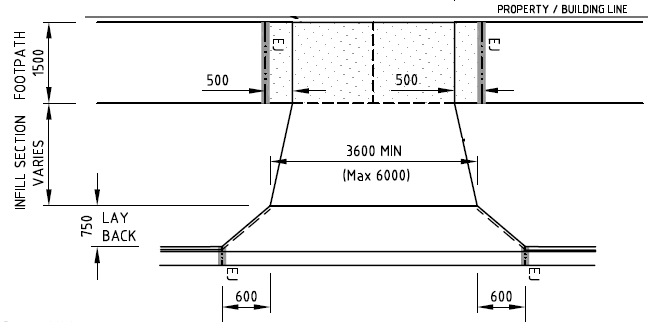 PROPERTY / BUILDING LINE
FOOTPATH
1500
EJ
EJ
500
500
INFILL SECTION
VARIES
3600 MIN
(Max 6000)
750
LAY
BACK
EJ
EJ
600
600